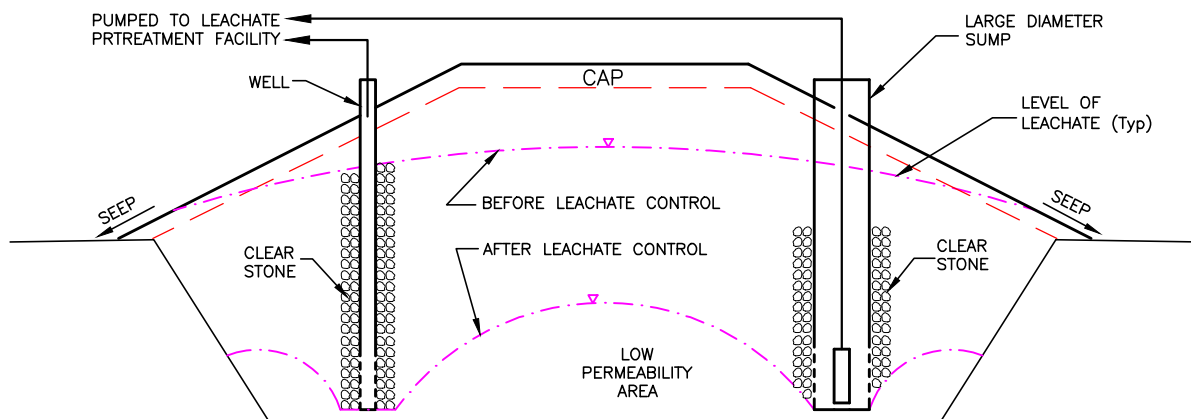 PUMPED TO LEACHATE
PRTREATMENT FACILITY
LARGE DIAMETER
SUMP
WELL
CAP
LEVEL OF
LEACHATE (Typ)
SEEP
BEFORE LEACHATE CONTROL
SEEP
CLEAR
STONE
AFTER LEACHATE CONTROL
CLEAR
STONE
LOW
PERMEABILITY
AREA